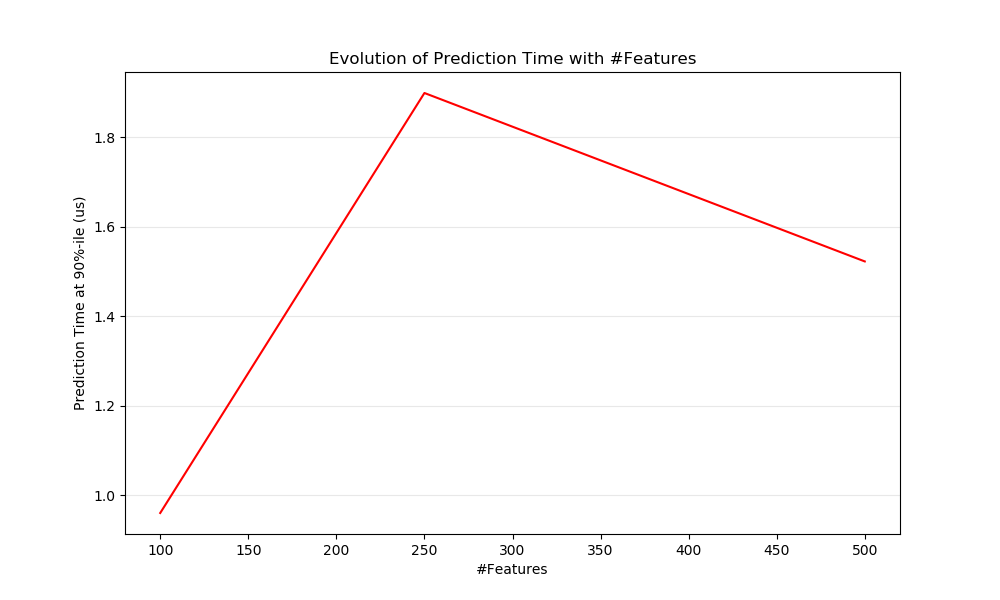 Evolution of Prediction Time with #Features
Prediction Time at 90%-ile (us)
1.8
1.6
1.4
1.2
1.0
100 150 200 250 300 350 400 450 500
#Features